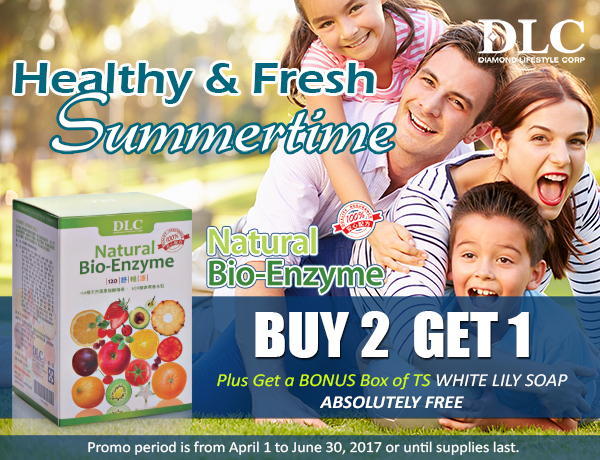 DLC
DIAMOND LIFESTYLE CORP
Healthy & Fresh
Summertime
100%
Natural
Bio-Enzyme
DLC
100%
Natural
Bio-Enzyme
BUY 2 GET 1
Plus Get a BONUS Box of TS WHITE LILY SOAP
ABSOLUTELY FREE
Promo period is from April 1 to June 30, 2017 or until supplies last.